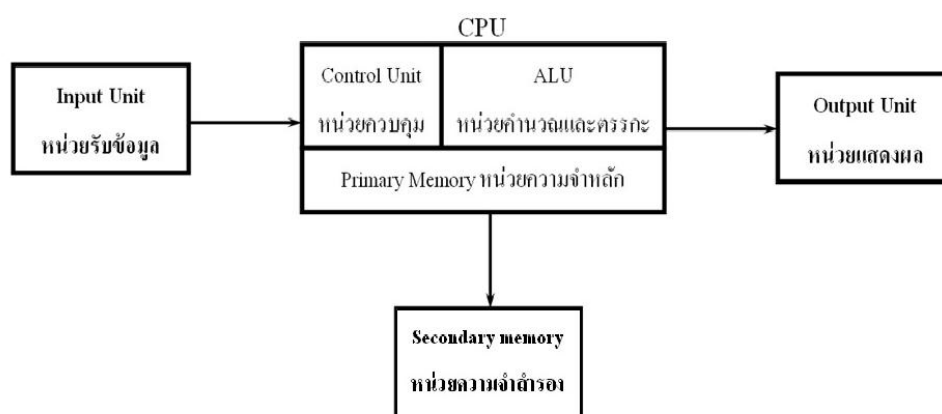 CPU
Input Unit
หน่วยรับข้อมูล
Control Unit
หน่วยควบคุม
ALU
หน่วยคำนวณและตรรกะ
Primary Memory หน่วยความจำหลัก
Output Unit
หน่วยแสดงผล
Secondary memory
หน่วยความจำสำรอง